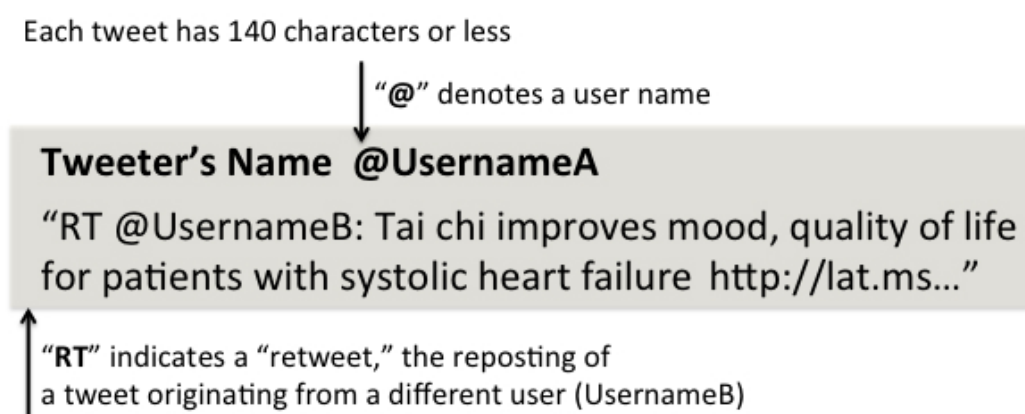 Each tweet has 140 characters or less
“@” denotes a user name
Tweeter’s Name @UsernameA
“RT @UsernameB: Tai chi improves mood, quality of life
for patients with systolic heart failure http://lat.ms…”
“RT” indicates a “retweet,” the reposting of
a tweet originating from a different user (UsernameB)